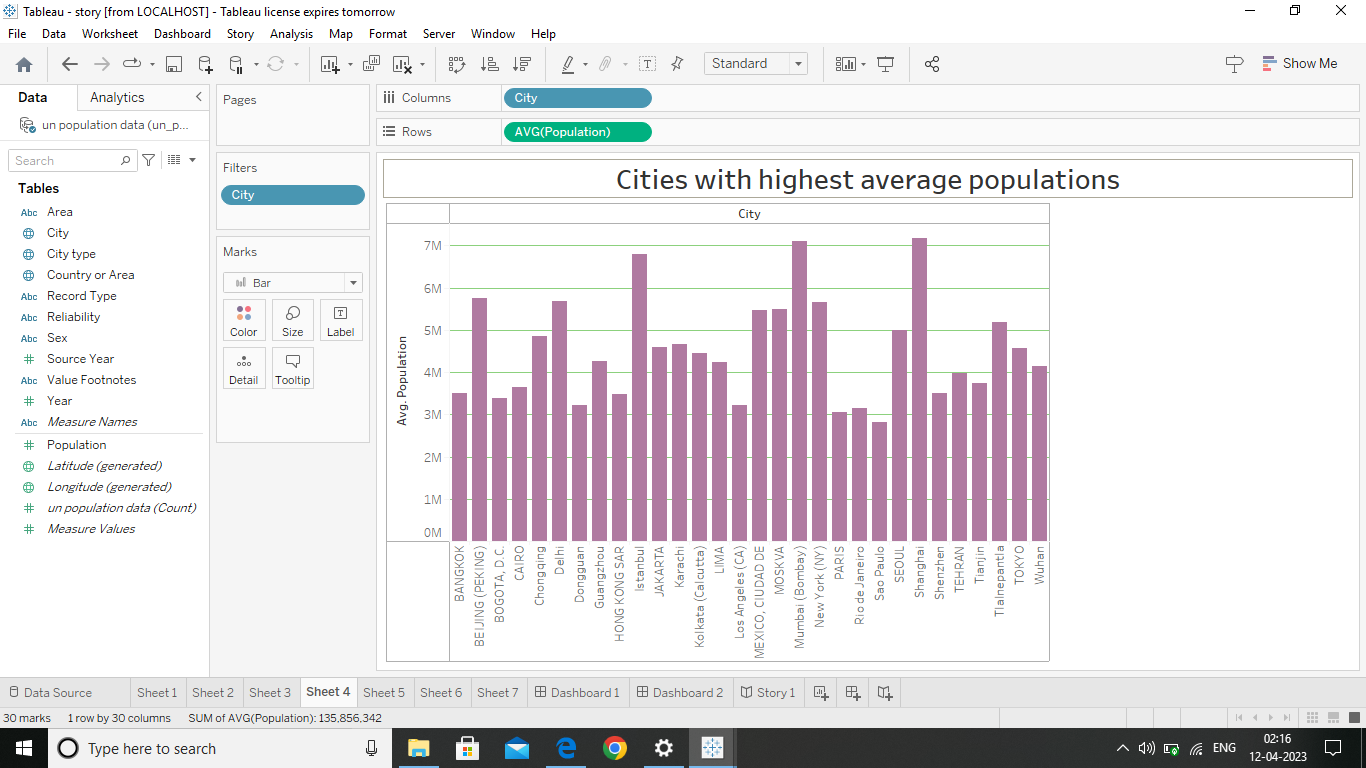 Tableau - story [from LOCALHOST] - Tableau license expires tomorrow
File Data Worksheet Dashboard Story Analysis Map Format Server Window Help
Standard
Show Me
Data Analytics
un population data (un_p...
Search
Tables
Abc Area
City
City type
Country or Area
Abc Record Type
Abc Reliability
Abc Sex
Source Year
Abc Value Footnotes
Year
Abc Measure Names
Population
Latitude (generated)
Longitude (generated)
un population data (Count)
Measure Values
Pages
Filters
City
Marks
Bar
Color Size Label
Detail Tooltip
Columns City
Rows AVG(Population)
Cities with highest average populations
City
Avg. Population
7M
6M
5M
4M
3M
2M
1M
0M
BANGKOK
BEIJING (PEKING)
BOGOTA, D.C.
CAIRO
Chongqing
Delhi
Dongguan
Guangzhou
HONG KONG SAR
Istanbul
JAKARTA
Karachi
Kolkata (Calcutta)
LIMA
Los Angeles (CA)
MEXICO, CIUDAD DE
MOSKVA
Mumbai (Bombay)
New York (NY)
PARIS
Rio de Janeiro
Sao Paulo
SEOUL
Shanghai
Shenzhen
TEHRAN
Tianjin
Tlalnepantla
TOKYO
Wuhan
Data Source Sheet 1 Sheet 2 Sheet 3 Sheet 4 Sheet 5 Sheet 6 Sheet 7 Dashboard 1 Dashboard 2 Story 1
30 marks 1 row by 30 columns SUM of AVG(Population): 135,856,342
Type here to search
ENG
02:16
12-04-2023